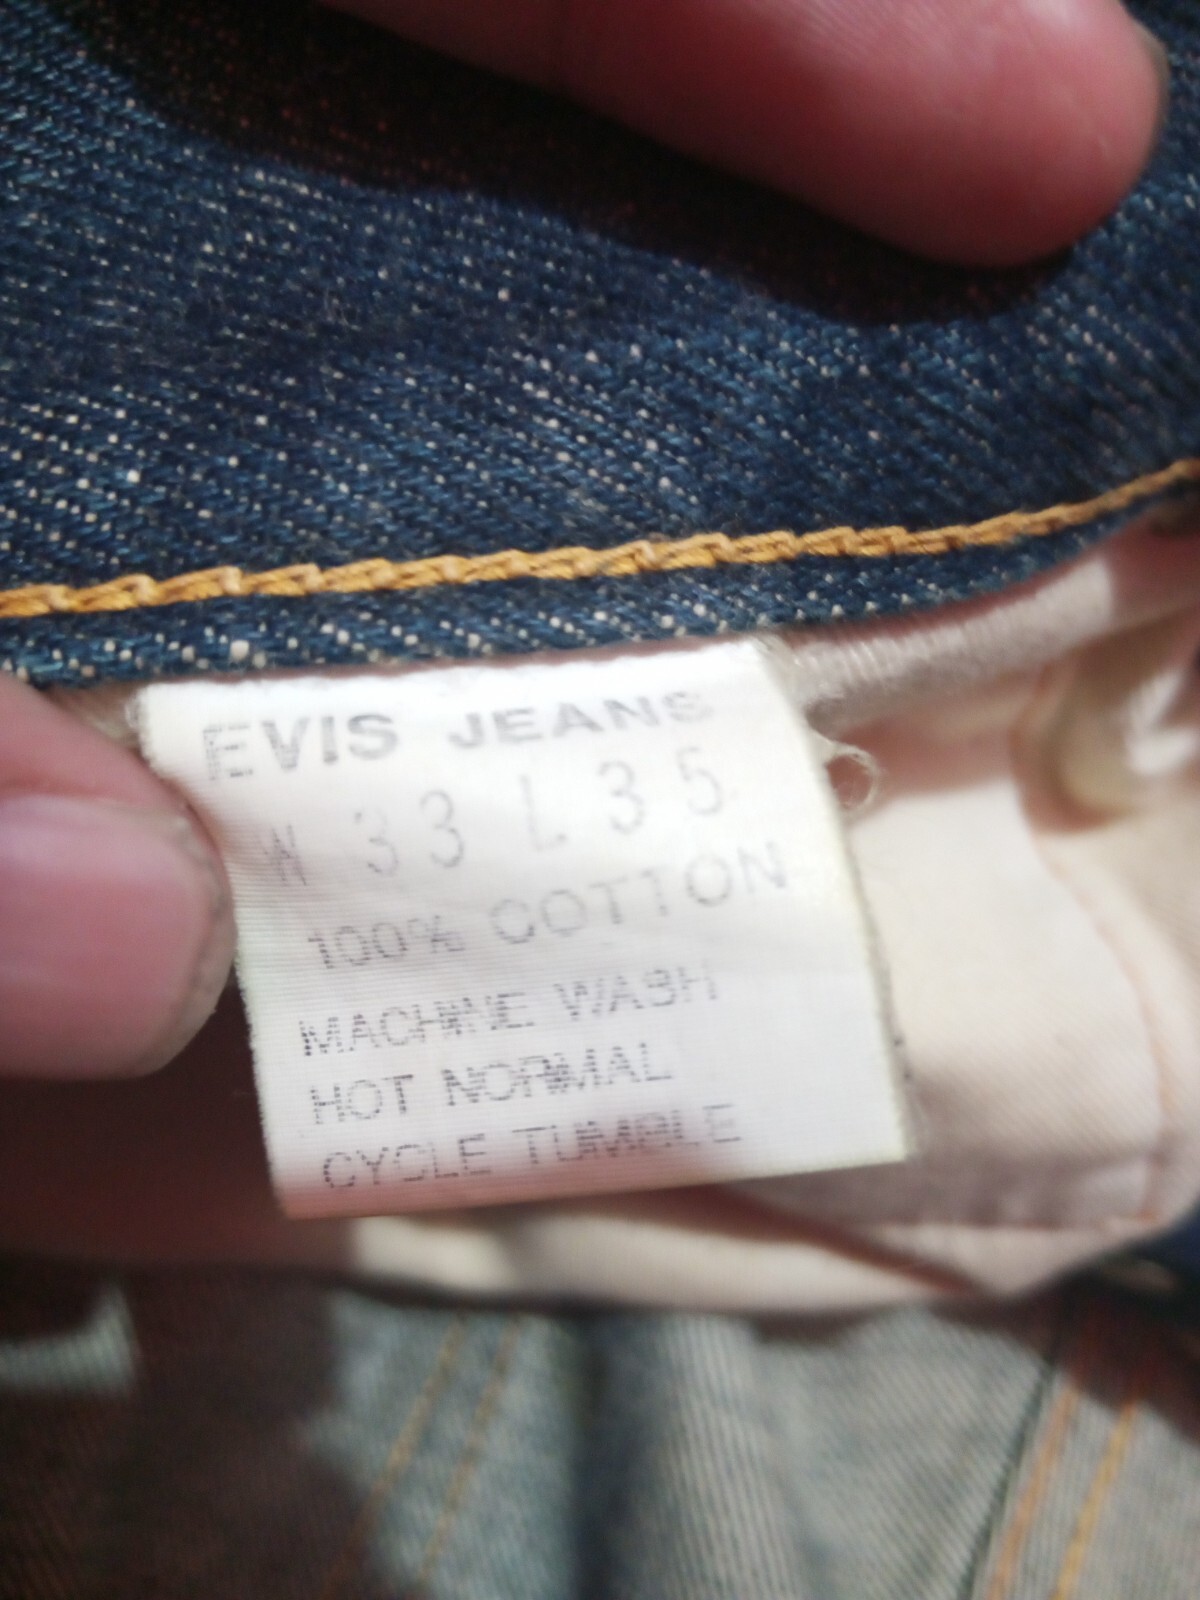 EVIS JEANS
W 33 L 35
100% COTTON
MACHINE WASH
HOT NORMAL
CYCLE TUMBLE